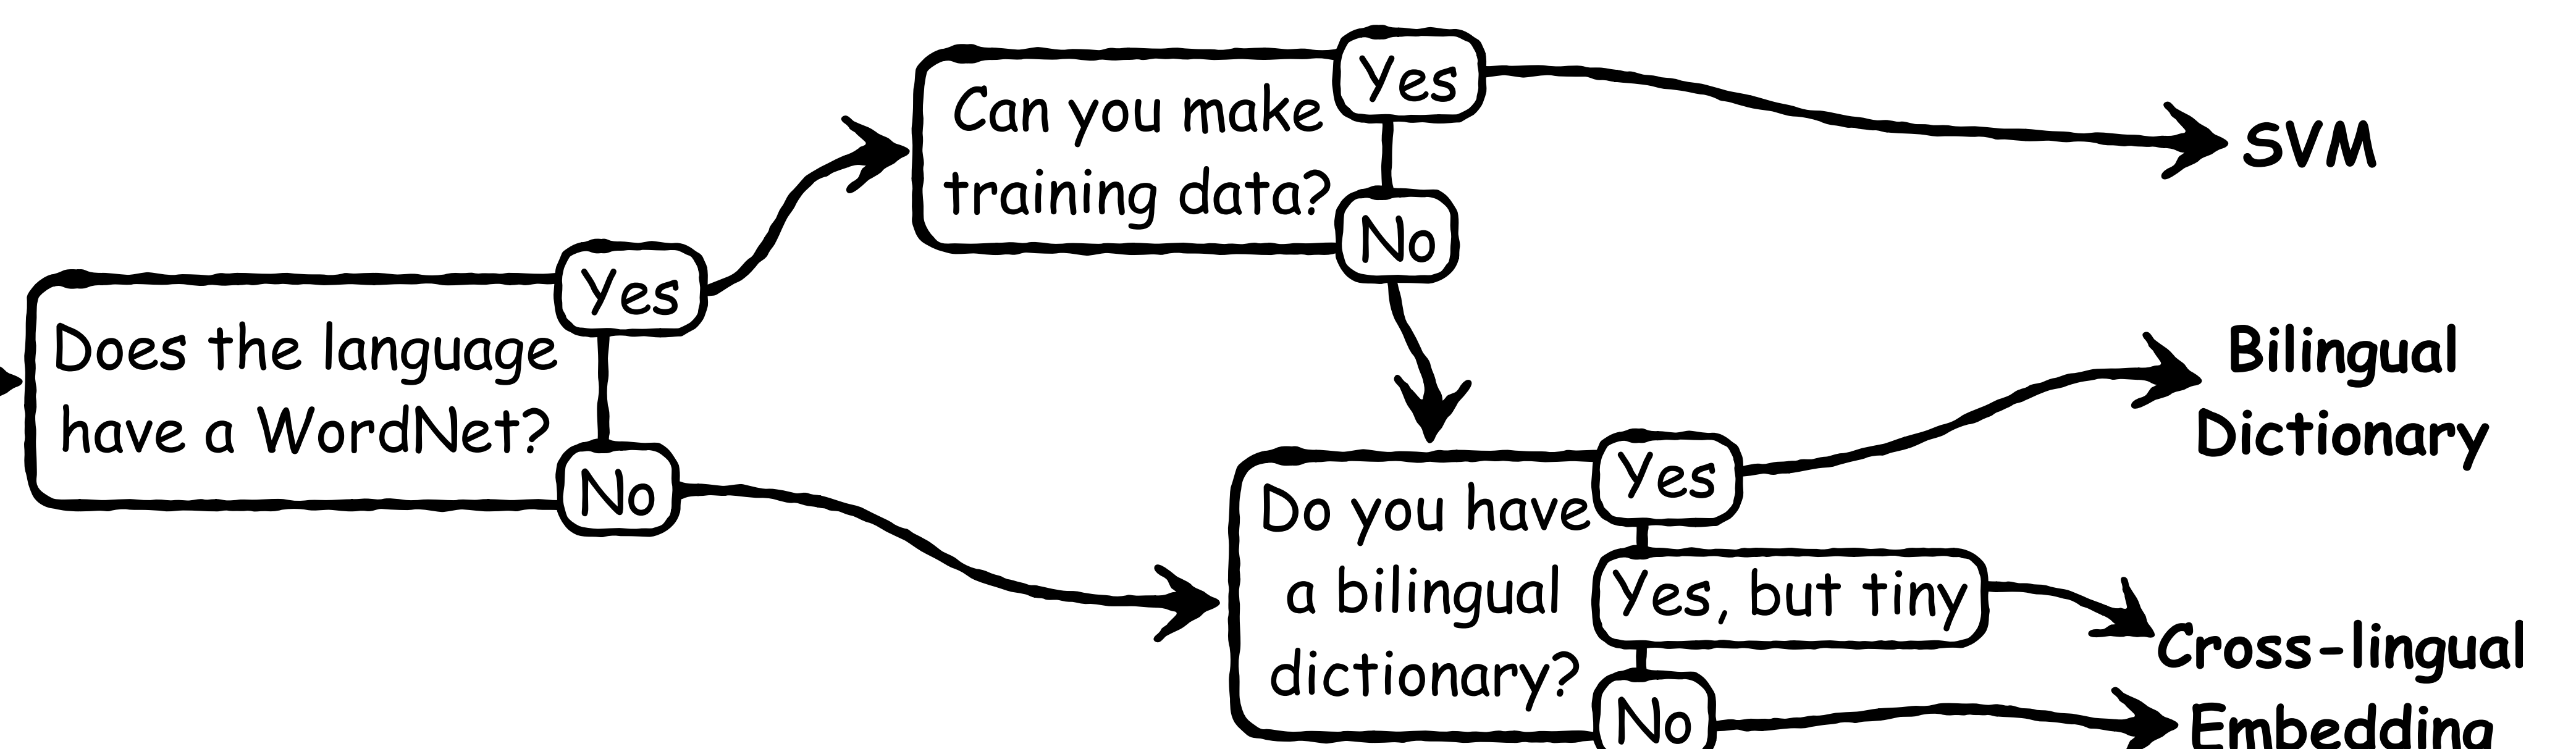 Can you make
training data?
Yes
No
SVM
Does the language
have a WordNet?
Yes
No
Do you have
a bilingual
dictionary?
Yes
Yes, but tiny
No
Bilingual
Dictionary
Cross-lingual
Embedding